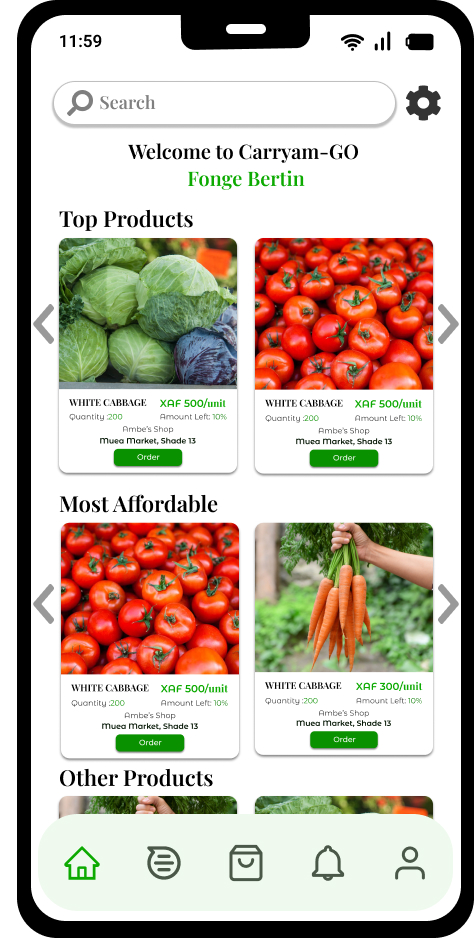 11:59
Search
Welcome to Carryam-GO
Fonge Bertin
Top Products
WHITE CABBAGE XAF 500/unit
Quantity :200 Amount Left: 10%
Ambe's Shop
Muea Market, Shade 13
Order
WHITE CABBAGE XAF 500/unit
Quantity :200 Amount Left: 10%
Ambe's Shop
Muea Market, Shade 13
Order
Most Affordable
WHITE CABBAGE XAF 500/unit
Quantity :200 Amount Left: 10%
Ambe's Shop
Muea Market, Shade 13
Order
WHITE CABBAGE XAF 300/unit
Quantity :200 Amount Left: 10%
Ambe's Shop
Muea Market, Shade 13
Order
Other Products